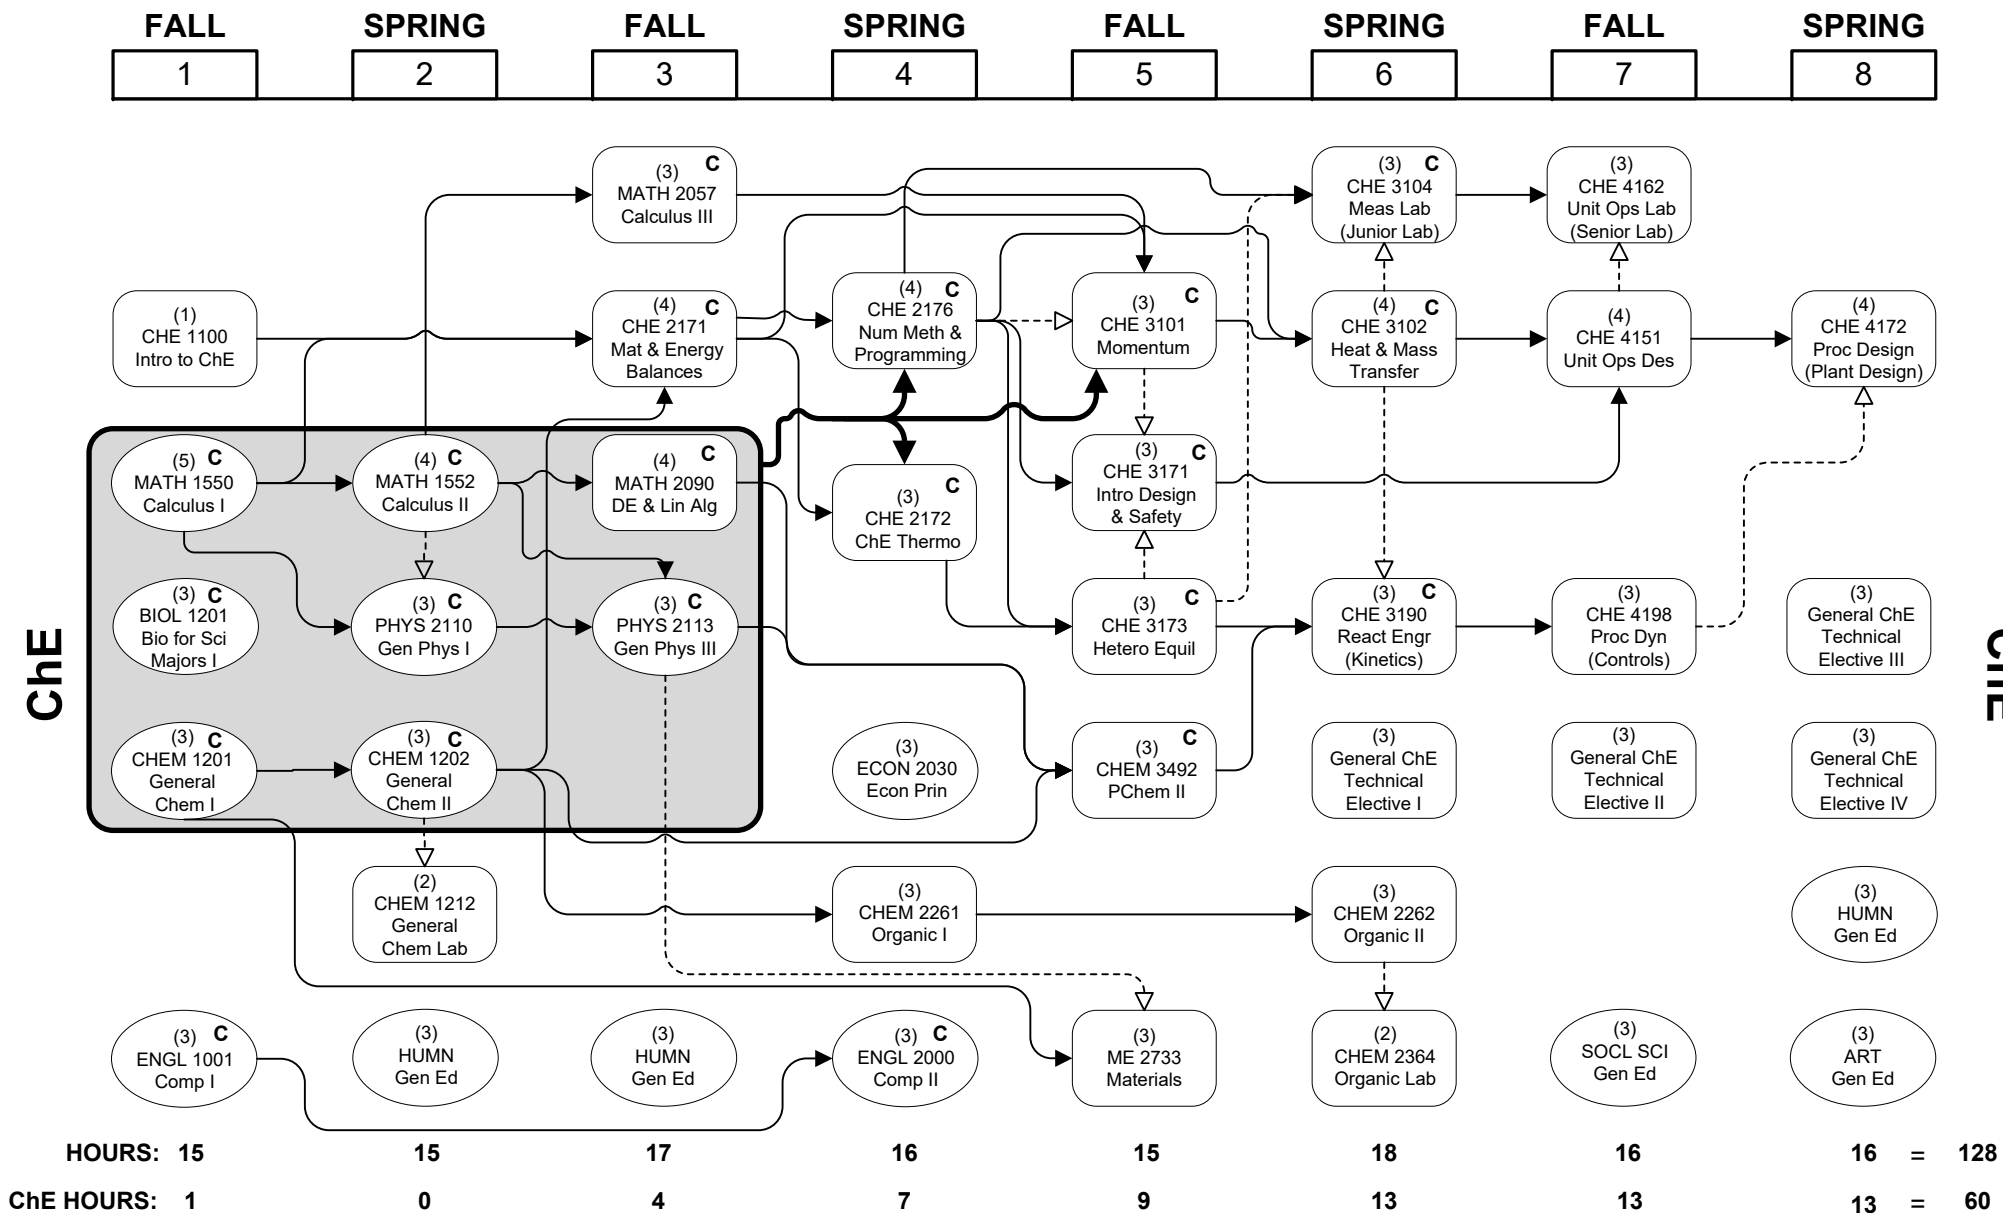 FALL SPRING FALL SPRING FALL SPRING FALL SPRING
1 2 3 4 5 6 7 8
(3) C
MATH 2057
Calculus III
(3) C
CHE 3104
Meas Lab
(Junior Lab)
(3)
CHE 4162
Unit Ops Lab
(Senior Lab)
(1)
CHE 1100
Intro to ChE
(4) C
CHE 2171
Mat & Energy
Balances
(4) C
CHE 2176
Num Meth &
Programming
(3) C
CHE 3101
Momentum
(4) C
CHE 3102
Heat & Mass
Transfer
(4)
CHE 4151
Unit Ops Des
(4)
CHE 4172
Proc Design
(Plant Design)
(5) C
MATH 1550
Calculus I
(4) C
MATH 1552
Calculus II
(4) C
MATH 2090
DE & Lin Alg
(3) C
CHE 2172
ChE Thermo
(3) C
CHE 3171
Intro Design
& Safety
(3) C
BIOL 1201
Bio for Sci
Majors I
(3) C
PHYS 2110
Gen Phys I
(3) C
PHYS 2113
Gen Phys III
(3) C
CHE 3173
Hetero Equil
(3) C
CHE 3190
React Engr
(Kinetics)
(3)
CHE 4198
Proc Dyn
(Controls)
(3)
General ChE
Technical
Elective III
ChE
ChE
(3) C
CHEM 1201
General
Chem I
(3) C
CHEM 1202
General
Chem II
(3)
ECON 2030
Econ Prin
(3) C
CHEM 3492
PChem II
(3)
General ChE
Technical
Elective I
(3)
General ChE
Technical
Elective II
(3)
General ChE
Technical
Elective IV
(2)
CHEM 1212
General
Chem Lab
(3)
CHEM 2261
Organic I
(3)
CHEM 2262
Organic II
(3)
HUMN
Gen Ed
(3) C
ENGL 1001
Comp I
(3)
HUMN
Gen Ed
(3)
HUMN
Gen Ed
(3) C
ENGL 2000
Comp II
(3)
ME 2733
Materials
(2)
CHEM 2364
Organic Lab
(3)
SOCL SCI
Gen Ed
(3)
ART
Gen Ed
HOURS: 15 15 17 16 15 18 16 16 = 128
ChE HOURS: 1 0 4 7 9 13 13 13 = 60